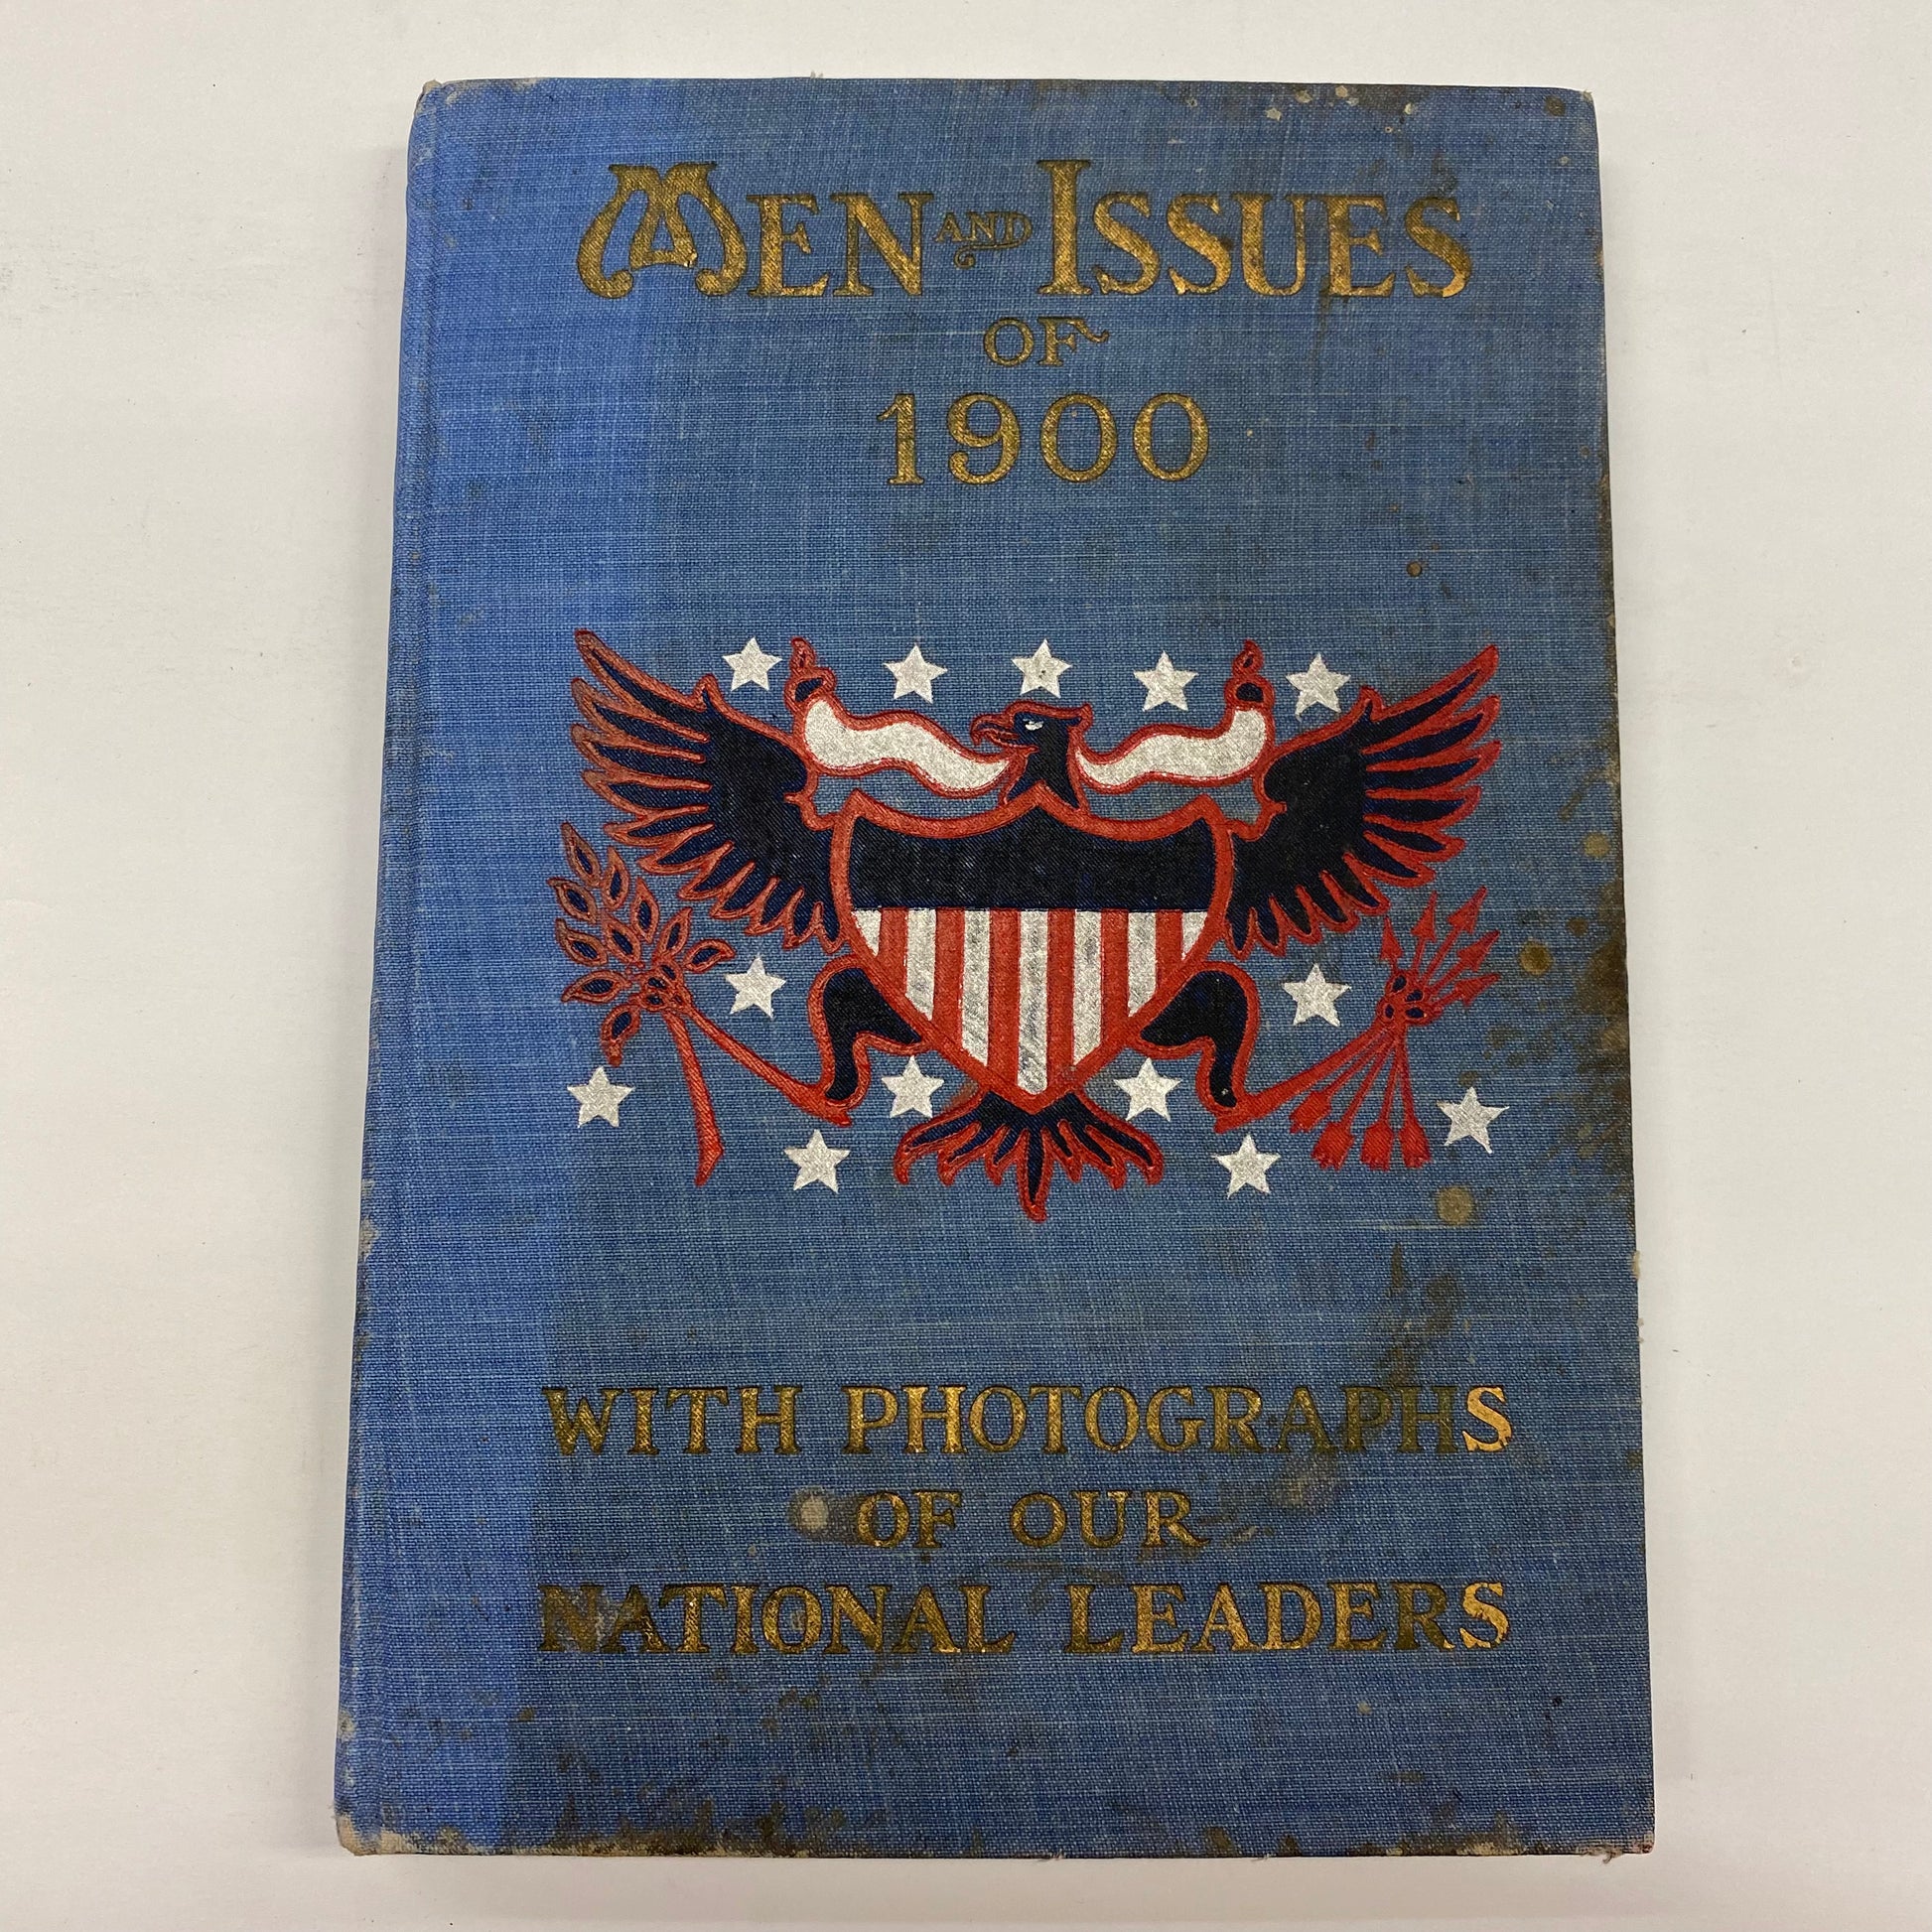 MEN AND ISSUES
OF
1900
WITH PHOTOGRAPHS
OF OUR
NATIONAL LEADERS